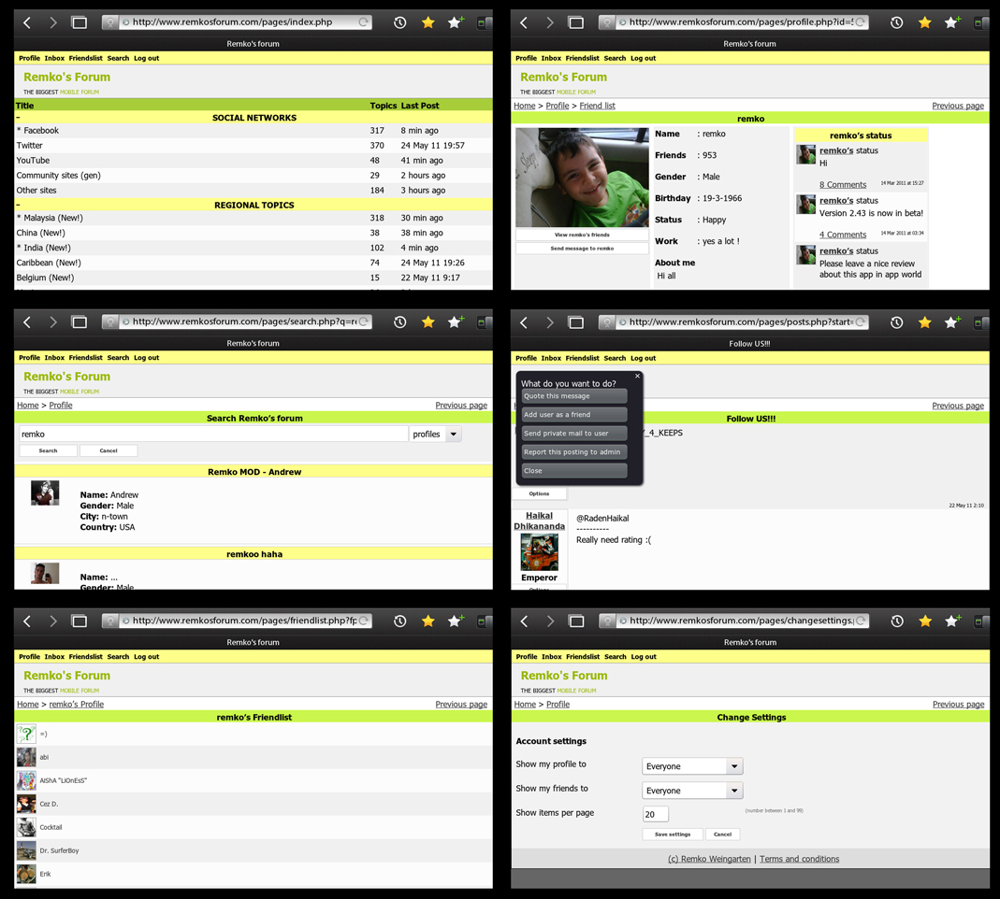 http://www.remkosforum.com/pages/index.php
Remko's forum
Profile Inbox Friendslist Search Log out
Remko's Forum
THE BIGGEST MOBILE FORUM
Title Topics Last Post
– SOCIAL NETWORKS
* Facebook 317 8 min ago
Twitter 370 24 May 11 19:57
YouTube 48 41 min ago
Community sites (gen) 29 2 hours ago
Other sites 184 3 hours ago
– REGIONAL TOPICS
* Malaysia (New!) 318 30 min ago
China (New!) 38 38 min ago
* India (New!) 102 4 min ago
Caribbean (New!) 74 24 May 11 19:26
Belgium (New!) 15 22 May 11 9:17
http://www.remkosforum.com/pages/profile.php?id=
Remko's forum
Profile Inbox Friendslist Search Log out
Remko's Forum
THE BIGGEST MOBILE FORUM
Home > Profile > Friend list Previous page
remko
View remko's friends
Send message to remko
Name : remko
Friends : 953
Gender : Male
Birthday : 19-3-1966
Status : Happy
Work : yes a lot !
About me
Hi all
remko's status
remko's status
Hi
8 Comments 14 Mar 2011 at 15:27
remko's status
Version 2.43 is now in beta!
4 Comments 14 Mar 2011 at 03:34
remko's status
Please leave a nice review
about this app in app world
http://www.remkosforum.com/pages/search.php?q=re
Remko's forum
Profile Inbox Friendslist Search Log out
Remko's Forum
THE BIGGEST MOBILE FORUM
Home > Profile Previous page
Search Remko's forum
remko profiles
Search Cancel
Remko MOD - Andrew
Name: Andrew
Gender: Male
City: n-town
Country: USA
remkoo haha
Name: ...
Gender: Male
http://www.remkosforum.com/pages/posts.php?start=
Follow US!!!
Profile Inbox Friendslist Search Log out
Previous page
Follow US!!!
What do you want to do?
Quote this message
Add user as a friend
Send private mail to user
Report this posting to admin
Close
_4_KEEPS
Options
22 May 11 2:10
Haikal
Dhikananda
Emperor
Options
@RadenHaikal
----------
Really need rating :(
http://www.remkosforum.com/pages/friendlist.php?fp
Remko's forum
Profile Inbox Friendslist Search Log out
Remko's Forum
THE BIGGEST MOBILE FORUM
Home > remko's Profile Previous page
remko's Friendlist
=)
abi
AiShA "LiOnEsS"
Cez D.
Cocktail
Dr. SurferBoy
Erik
http://www.remkosforum.com/pages/changesettings.
Remko's forum
Profile Inbox Friendslist Search Log out
Remko's Forum
THE BIGGEST MOBILE FORUM
Home > Profile Previous page
Change Settings
Account settings
Show my profile to Everyone
Show my friends to Everyone
Show items per page 20 (number between 1 and 99)
Save settings Cancel
(c) Remko Weingarten | Terms and conditions